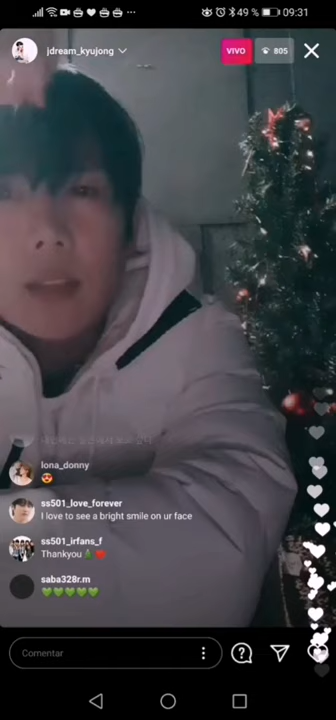 49 %
09:31
jdream_kyujong
VIVO
805
lona_donny
😍
ss501_love_forever
I love to see a bright smile on ur face
ss501_irfans_f
Thankyou🎄❤️
saba328r.m
💚💚💚💚💚
Comentar